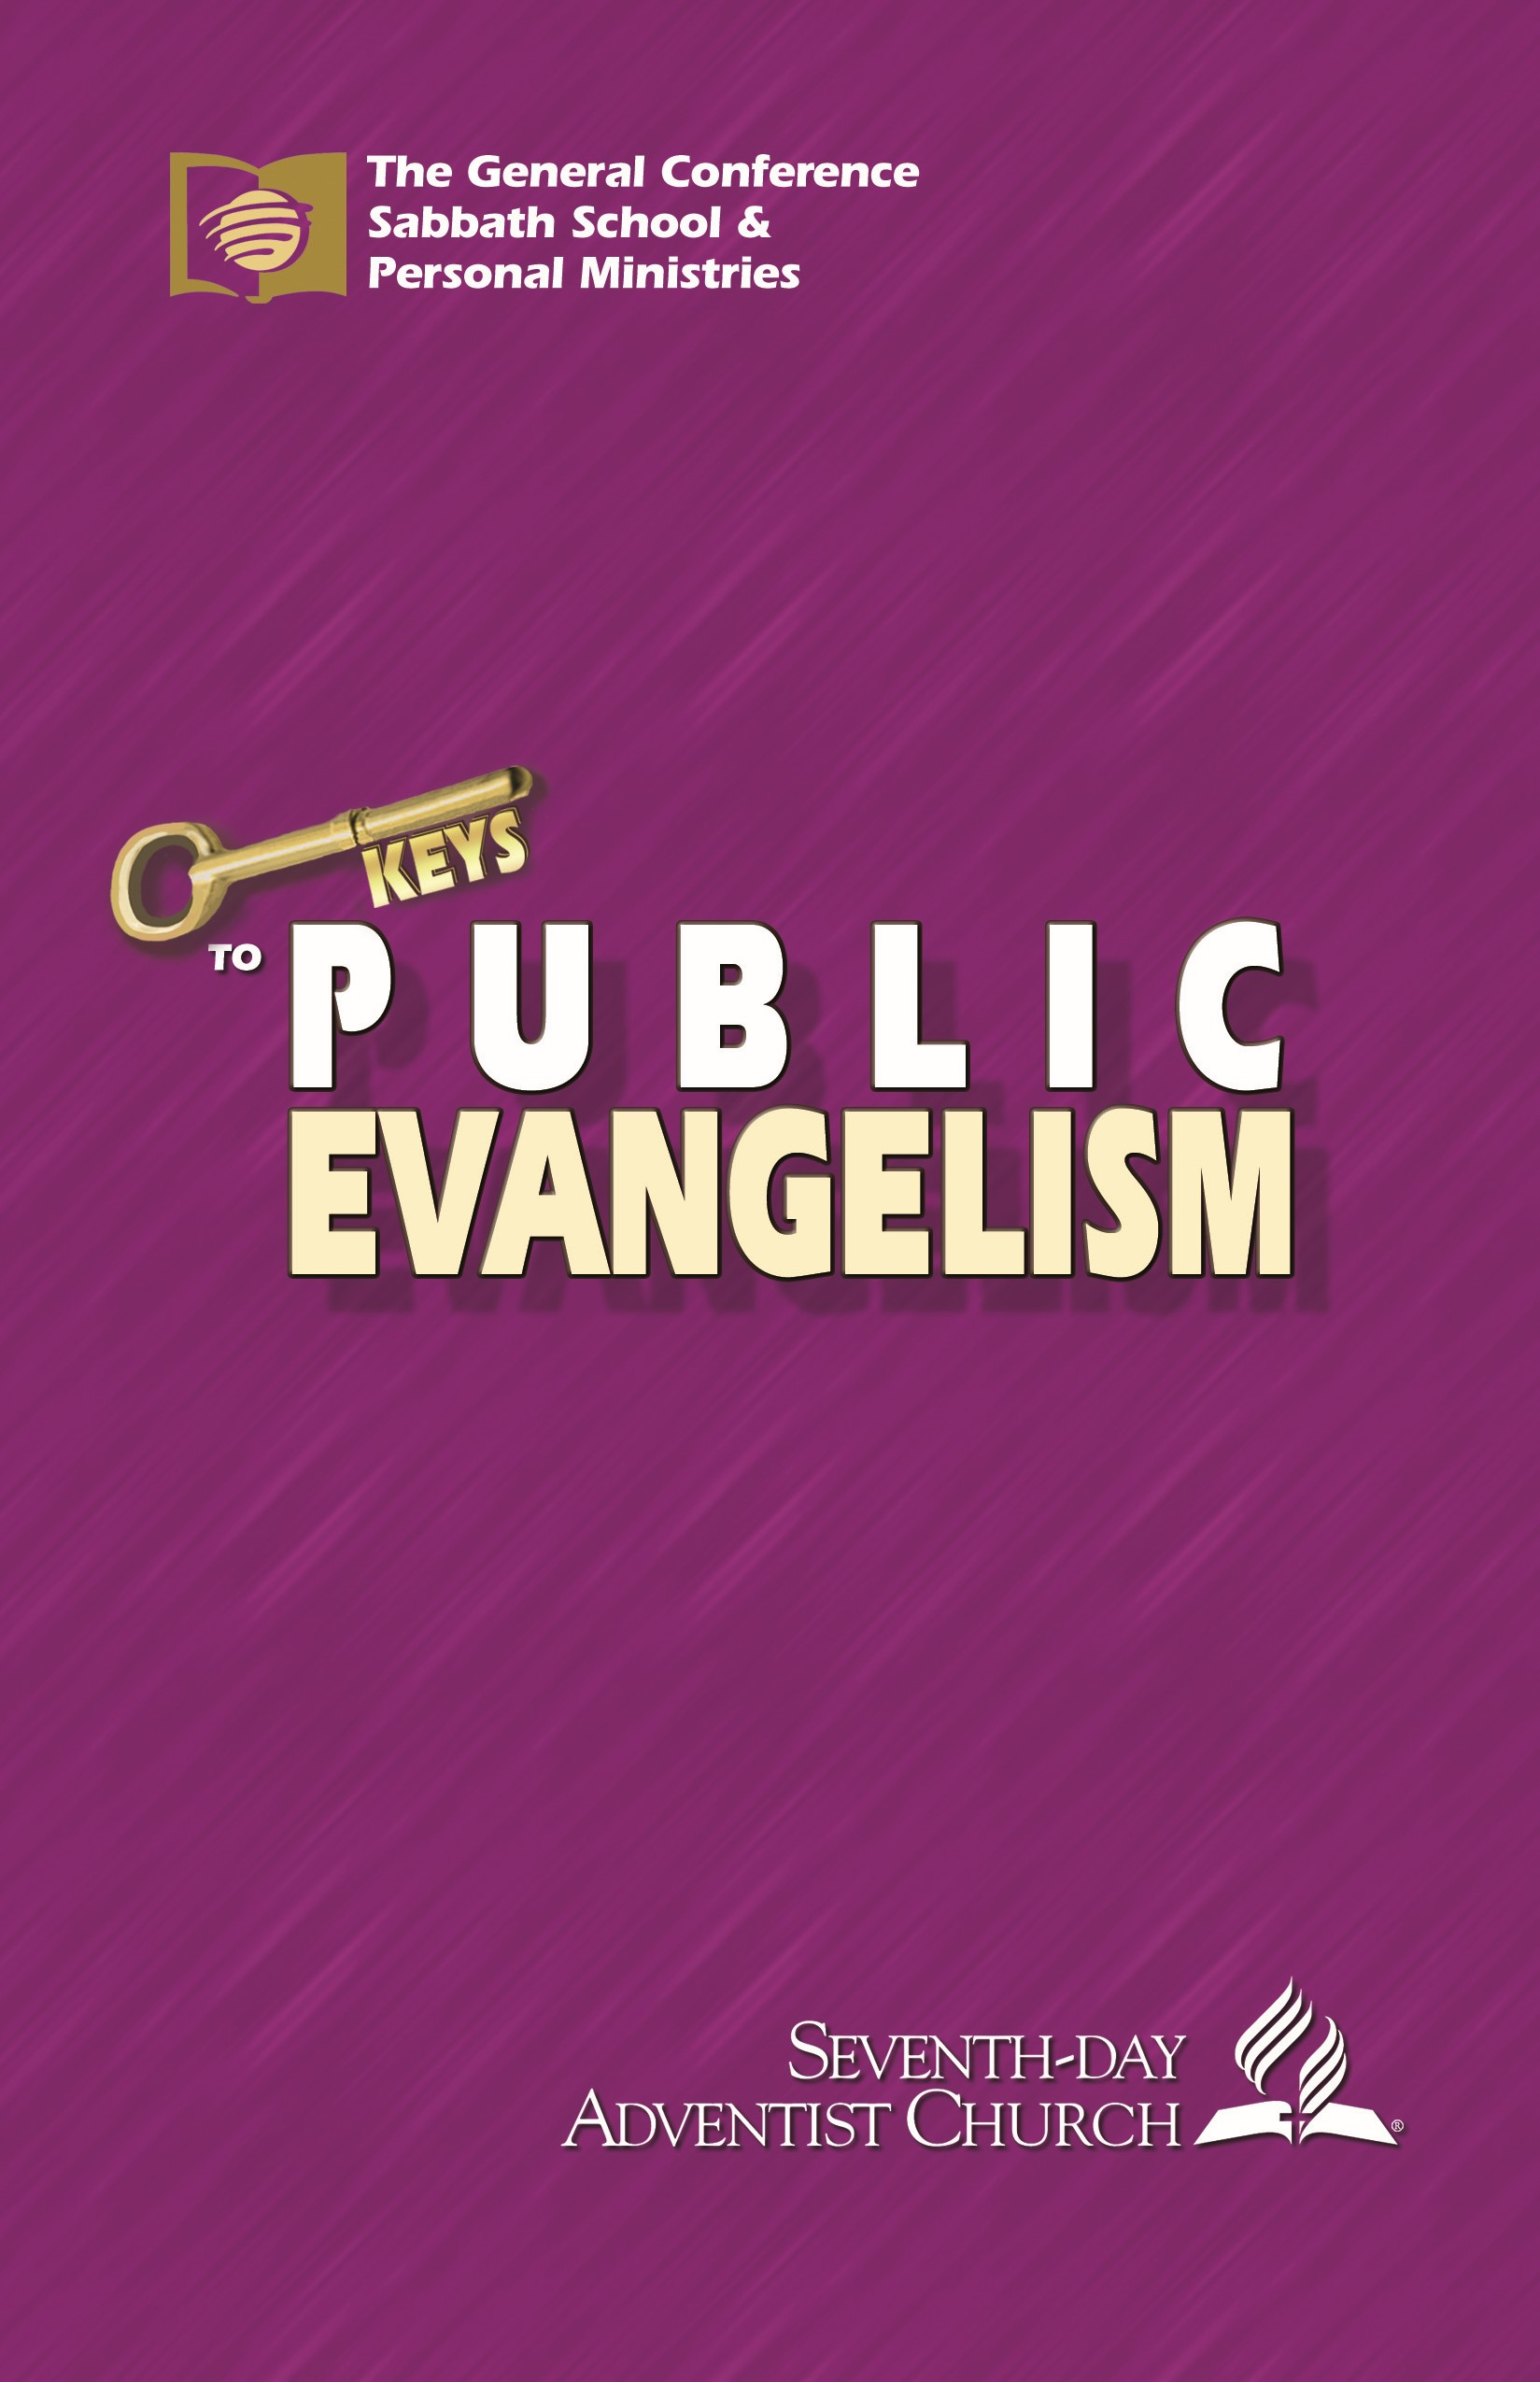 The General Conference
Sabbath School &
Personal Ministries
KEYS
TO PUBLIC
EVANGELISM
SEVENTH-DAY
ADVENTIST CHURCH ®